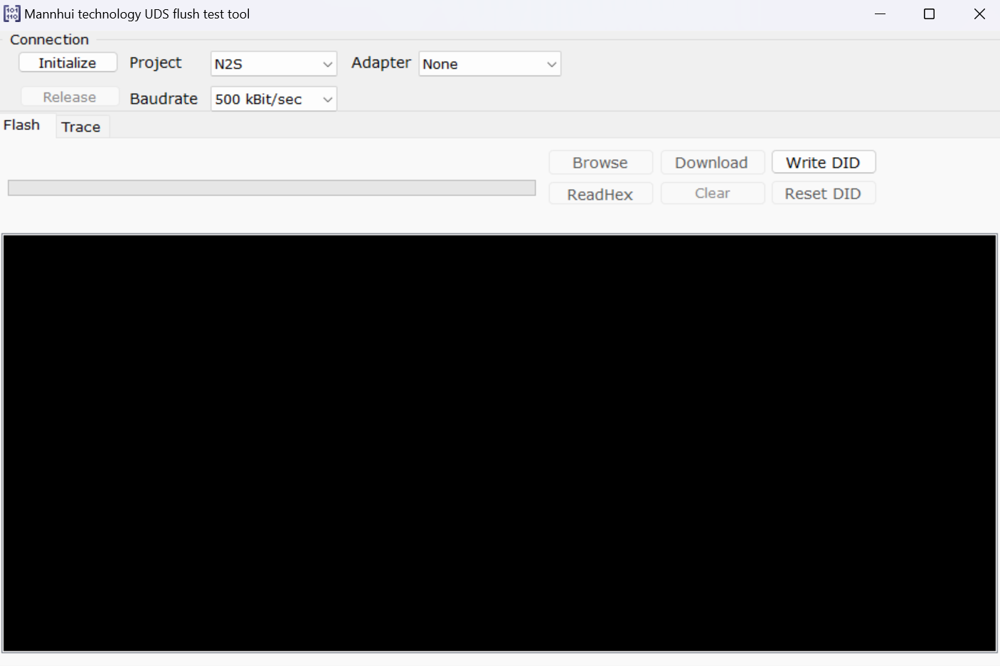 Mannhui technology UDS flush test tool
Connection
Initialize Project N2S Adapter None
Release Baudrate 500 kBit/sec
Flash Trace
Browse Download Write DID
ReadHex Clear Reset DID